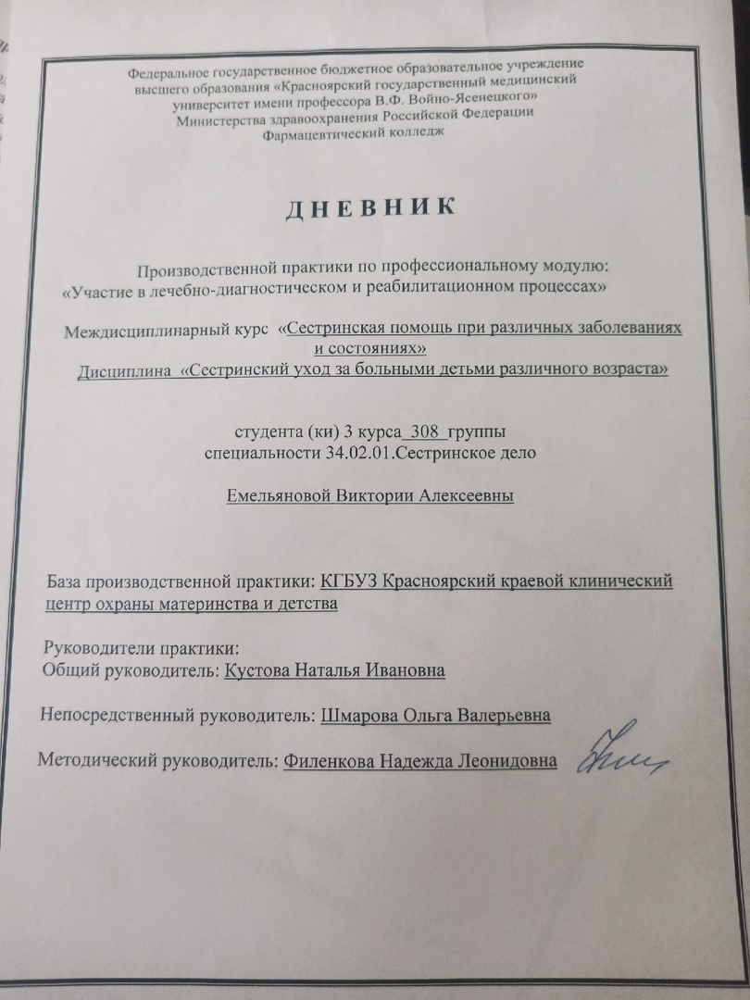 Федеральное государственное бюджетное образовательное учреждение
высшего образования «Красноярский государственный медицинский
университет имени профессора В.Ф. Войно-Ясенецкого»
Министерства здравоохранения Российской Федерации
Фармацевтический колледж
ДНЕВНИК
Производственной практики по профессиональному модулю:
«Участие в лечебно-диагностическом и реабилитационном процессах»
Междисциплинарный курс «Сестринская помощь при различных заболеваниях
и состояниях»
Дисциплина «Сестринский уход за больными детьми различного возраста»
студента (ки) 3 курса 308 группы
специальности 34.02.01.Сестринское дело
Емельяновой Виктории Алексеевны
База производственной практики: КГБУЗ Красноярский краевой клинический
центр охраны материнства и детства
Руководители практики:
Общий руководитель: Кустова Наталья Ивановна
Непосредственный руководитель: Шмарова Ольга Валерьевна
Методический руководитель: Филенкова Надежда Леонидовна